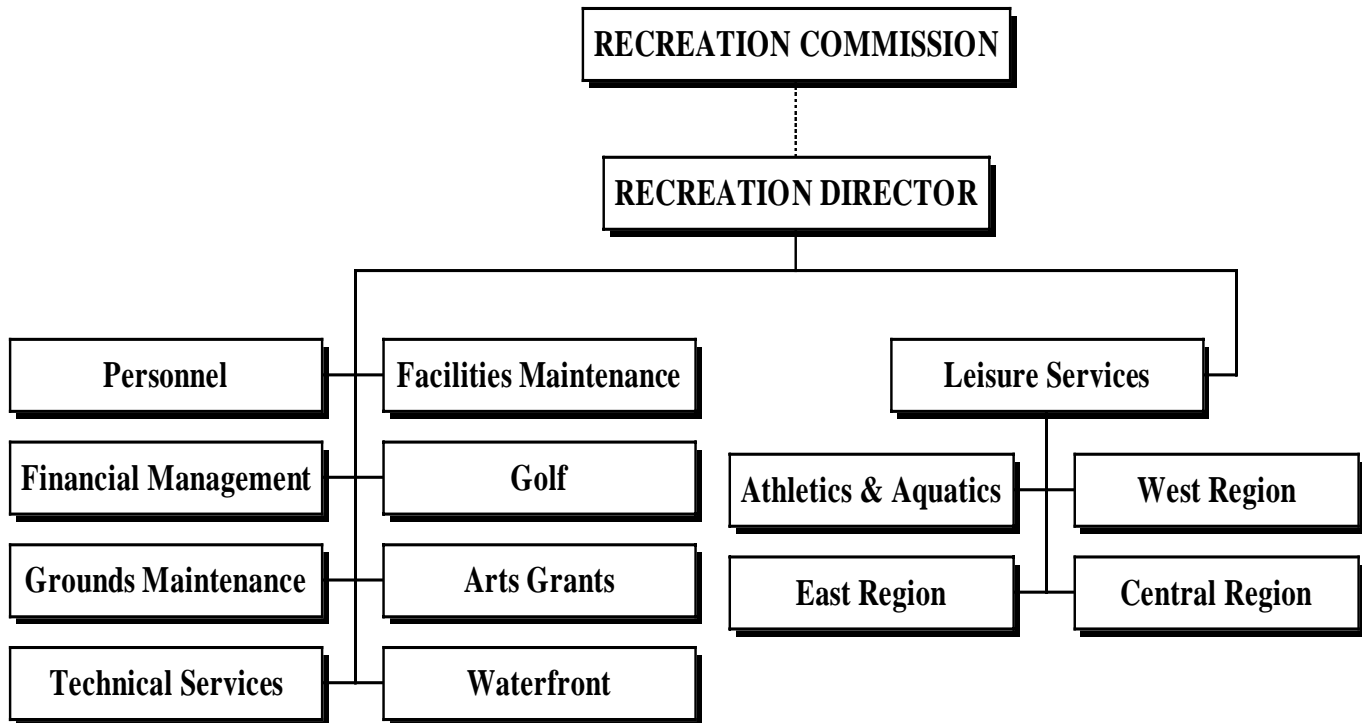 RECREATION COMMISSION
RECREATION DIRECTOR
Personnel
Facilities Maintenance
Leisure Services
Financial Management
Golf
Athletics & Aquatics
West Region
Grounds Maintenance
Arts Grants
East Region
Central Region
Technical Services
Waterfront